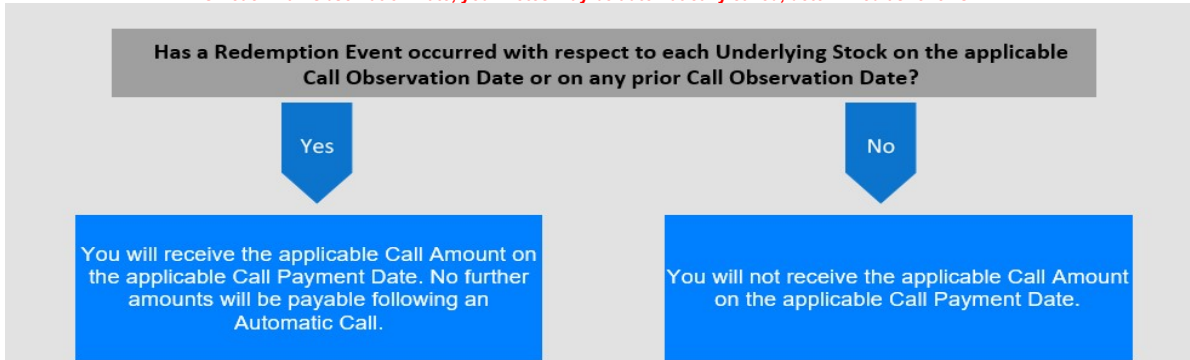 Has a Redemption Event occurred with respect to each Underlying Stock on the applicable
Call Observation Date or on any prior Call Observation Date?
Yes
No
You will receive the applicable Call Amount on
the applicable Call Payment Date. No further
amounts will be payable following an
Automatic Call.
You will not receive the applicable Call Amount
on the applicable Call Payment Date.